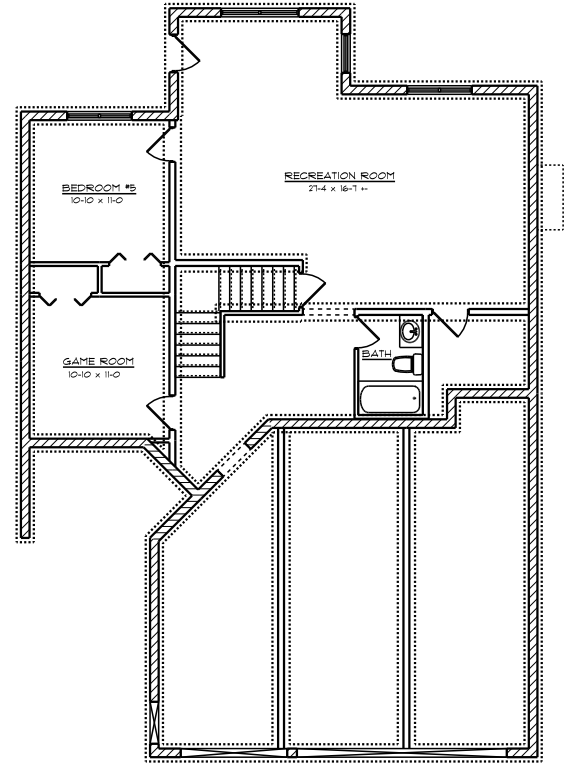 RECREATION ROOM
27-4 x 16-7 +-
BEDROOM #5
10-10 x 11-0
BATH
GAME ROOM
10-10 x 11-0